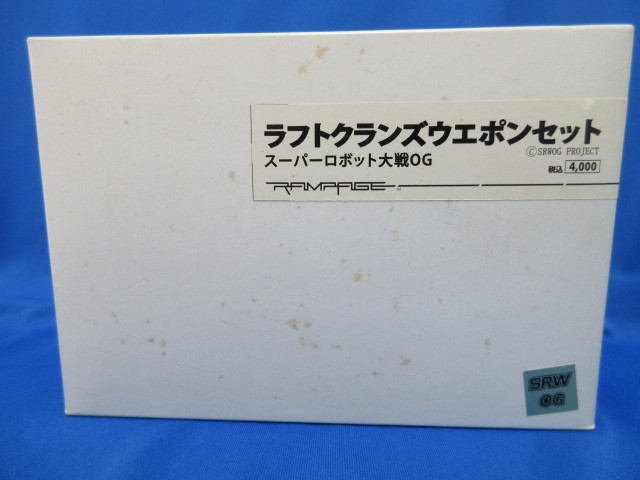 ラフトクランズウエポンセット
スーパーロボット大戦OG
ⒸSRWOG PROJECT
税込 4,000
RAMPAGE
SRW
OG